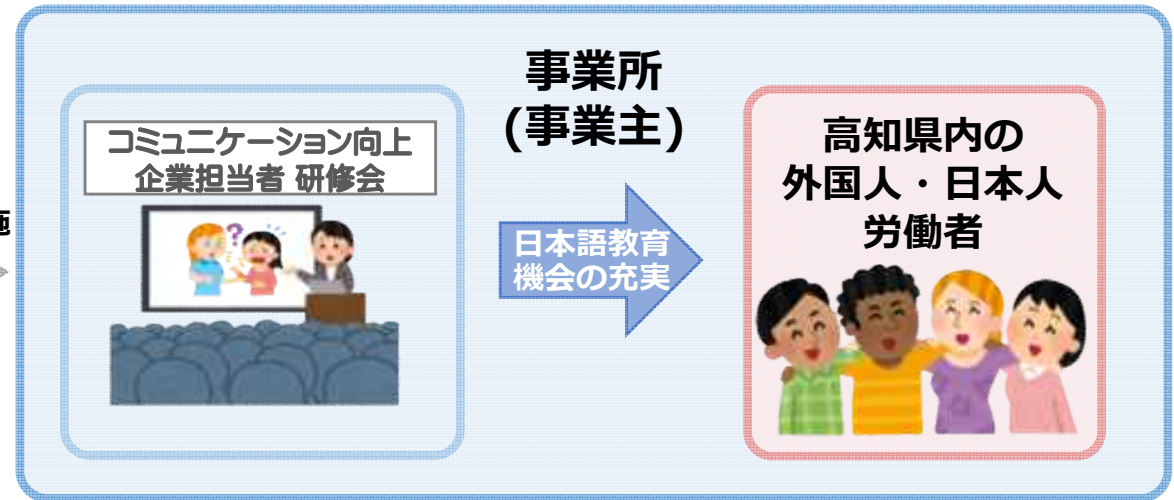 事業所
(事業主)
コミュニケーション向上
企業担当者 研修会
施
日本語教育
機会の充実
高知県内の
外国人・日本人
労働者
?